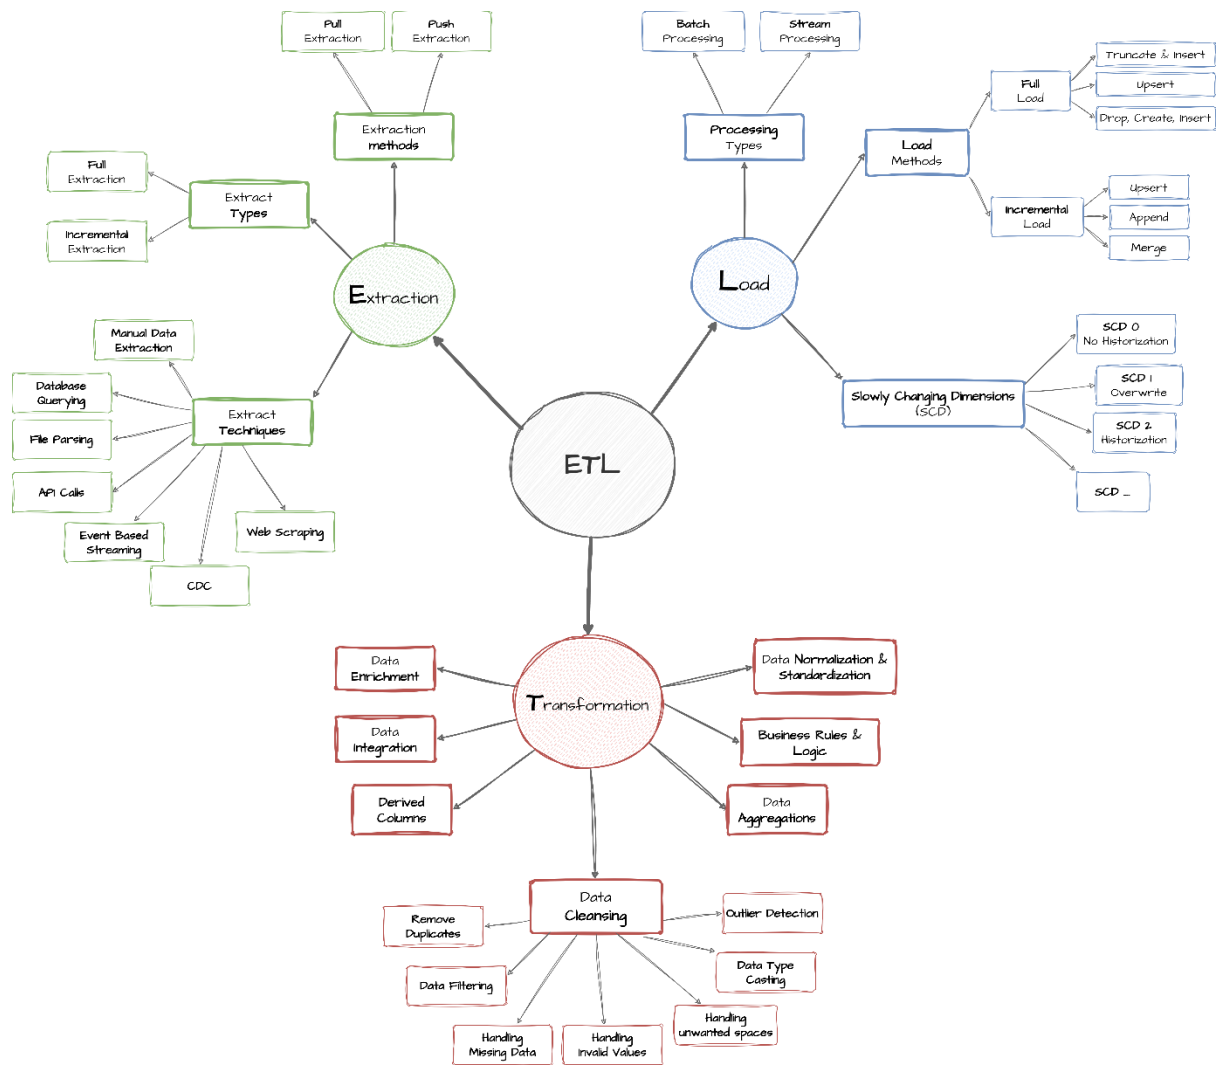 Pull
Extraction
Push
Extraction
Extraction
methods
Full
Extraction
Incremental
Extraction
Extract
Types
Extraction
Manual Data
Extraction
Database
Querying
File Parsing
API Calls
Event Based
Streaming
CDC
Web Scraping
Extract
Techniques
Batch
Processing
Stream
Processing
Processing
Types
Load
Load
Methods
Full
Load
Truncate & Insert
Upsert
Drop, Create, Insert
Incremental
Load
Upsert
Append
Merge
Slowly Changing Dimensions
(SCD)
SCD 0
No Historization
SCD 1
Overwrite
SCD 2
Historization
SCD _
ETL
Transformation
Data
Enrichment
Data
Integration
Derived
Columns
Data Normalization &
Standardization
Business Rules &
Logic
Data
Aggregations
Data
Cleansing
Remove
Duplicates
Data Filtering
Handling
Missing Data
Handling
Invalid Values
Handling
unwanted spaces
Data Type
Casting
Outlier Detection